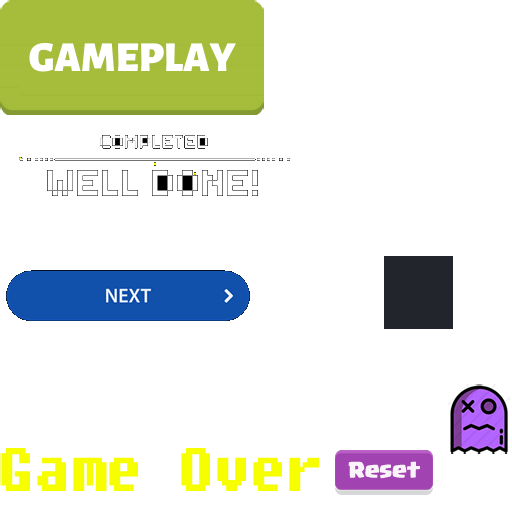 GAMEPLAY
COMPLETED
WELL DONE!
NEXT
Game Over
Reset